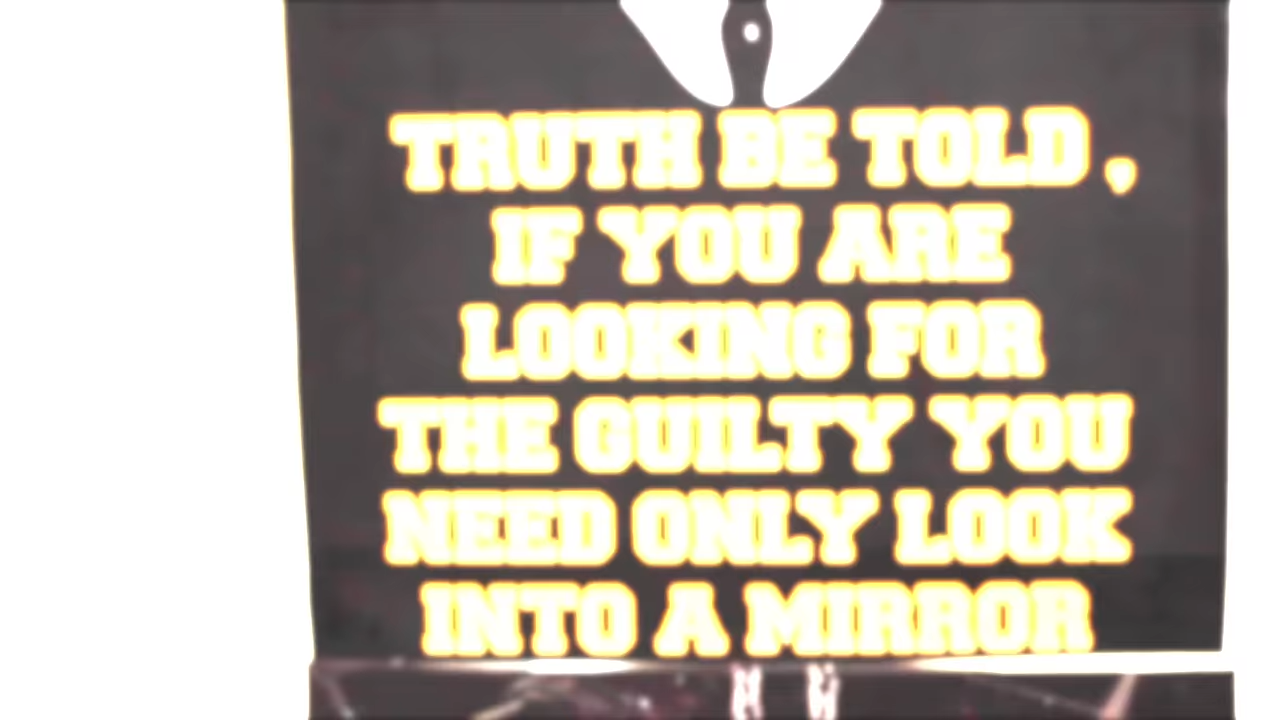 TRUTH BE TOLD ,
IF YOU ARE
LOOKING FOR
THE GUILTY YOU
NEED ONLY LOOK
INTO A MIRROR